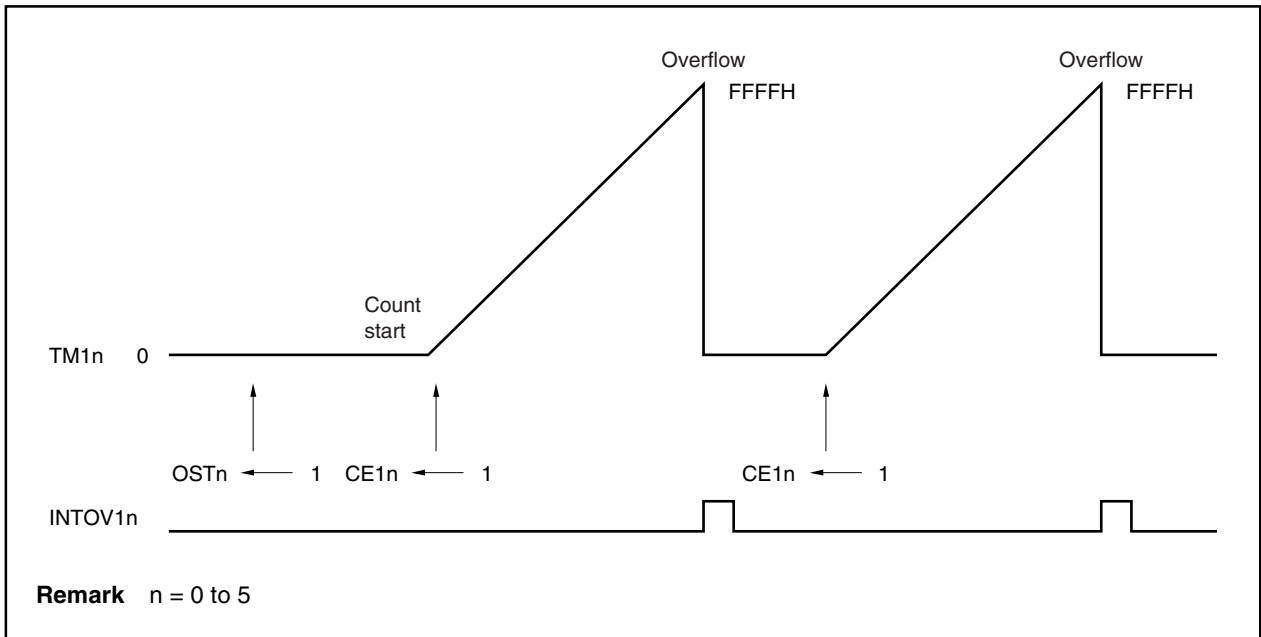 Overflow
Overflow
FFFFH
FFFFH
Count
start
TM1n 0
OSTn ← 1 CE1n ← 1 CE1n ← 1
INTOV1n
Remark n = 0 to 5